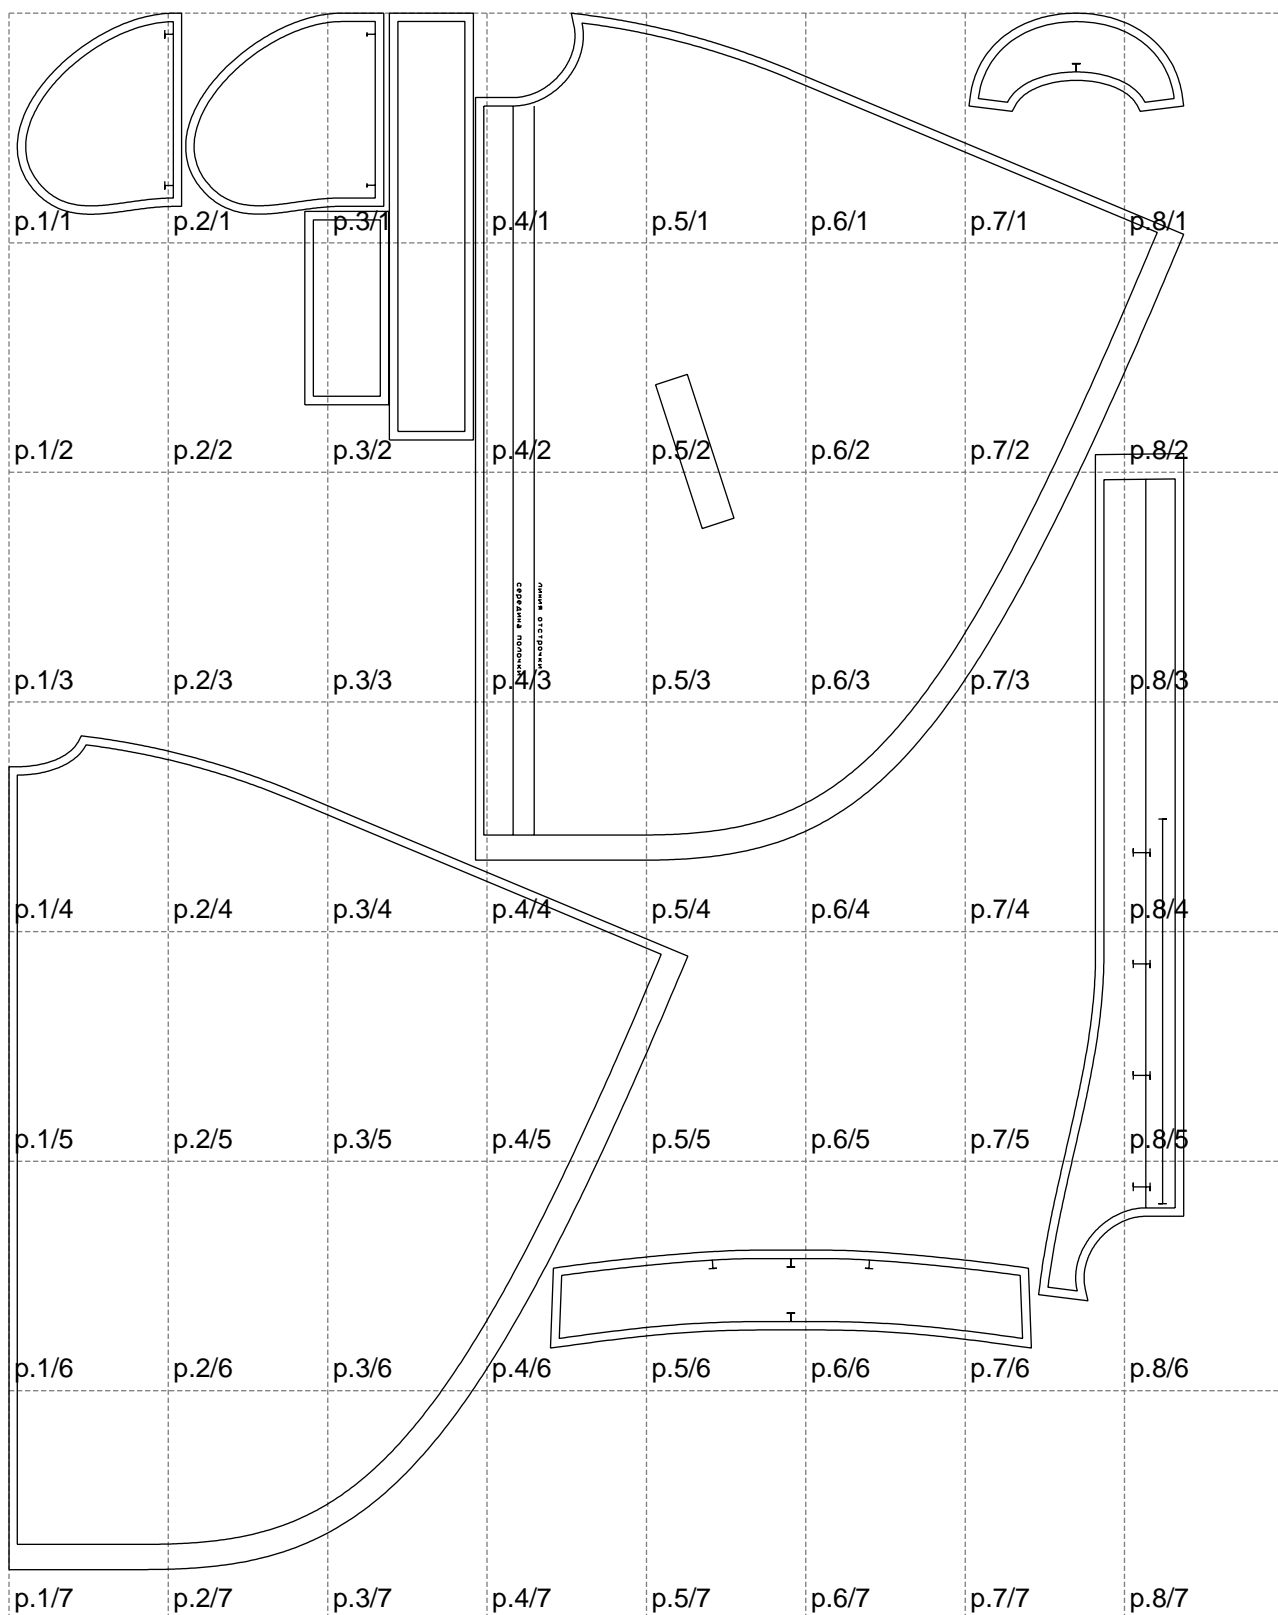 p.1/1 p.2/1 p.3/1 p.4/1 p.5/1 p.6/1 p.7/1 p.8/1
p.1/2 p.2/2 p.3/2 p.4/2 p.5/2 p.6/2 p.7/2 p.8/2
линия отстрочки
середина полочки
p.1/3 p.2/3 p.3/3 p.4/3 p.5/3 p.6/3 p.7/3 p.8/3
p.1/4 p.2/4 p.3/4 p.4/4 p.5/4 p.6/4 p.7/4 p.8/4
p.1/5 p.2/5 p.3/5 p.4/5 p.5/5 p.6/5 p.7/5 p.8/5
p.1/6 p.2/6 p.3/6 p.4/6 p.5/6 p.6/6 p.7/6 p.8/6
p.1/7 p.2/7 p.3/7 p.4/7 p.5/7 p.6/7 p.7/7 p.8/7